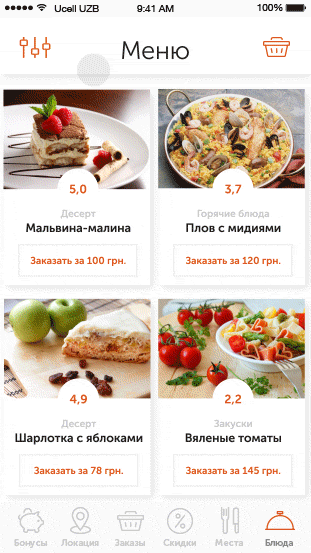 Ucell UZB 9:41 AM 100%
Меню
5,0 3,7
Десерт Горячие блюда
Мальвина-малина Плов с мидиями
Заказать за 100 грн. Заказать за 120 грн.
4,9 2,2
Десерт Закуски
Шарлотка с яблоками Вяленые томаты
Заказать за 78 грн. Заказать за 145 грн.
Бонусы Локация Заказы Скидки Места Блюда